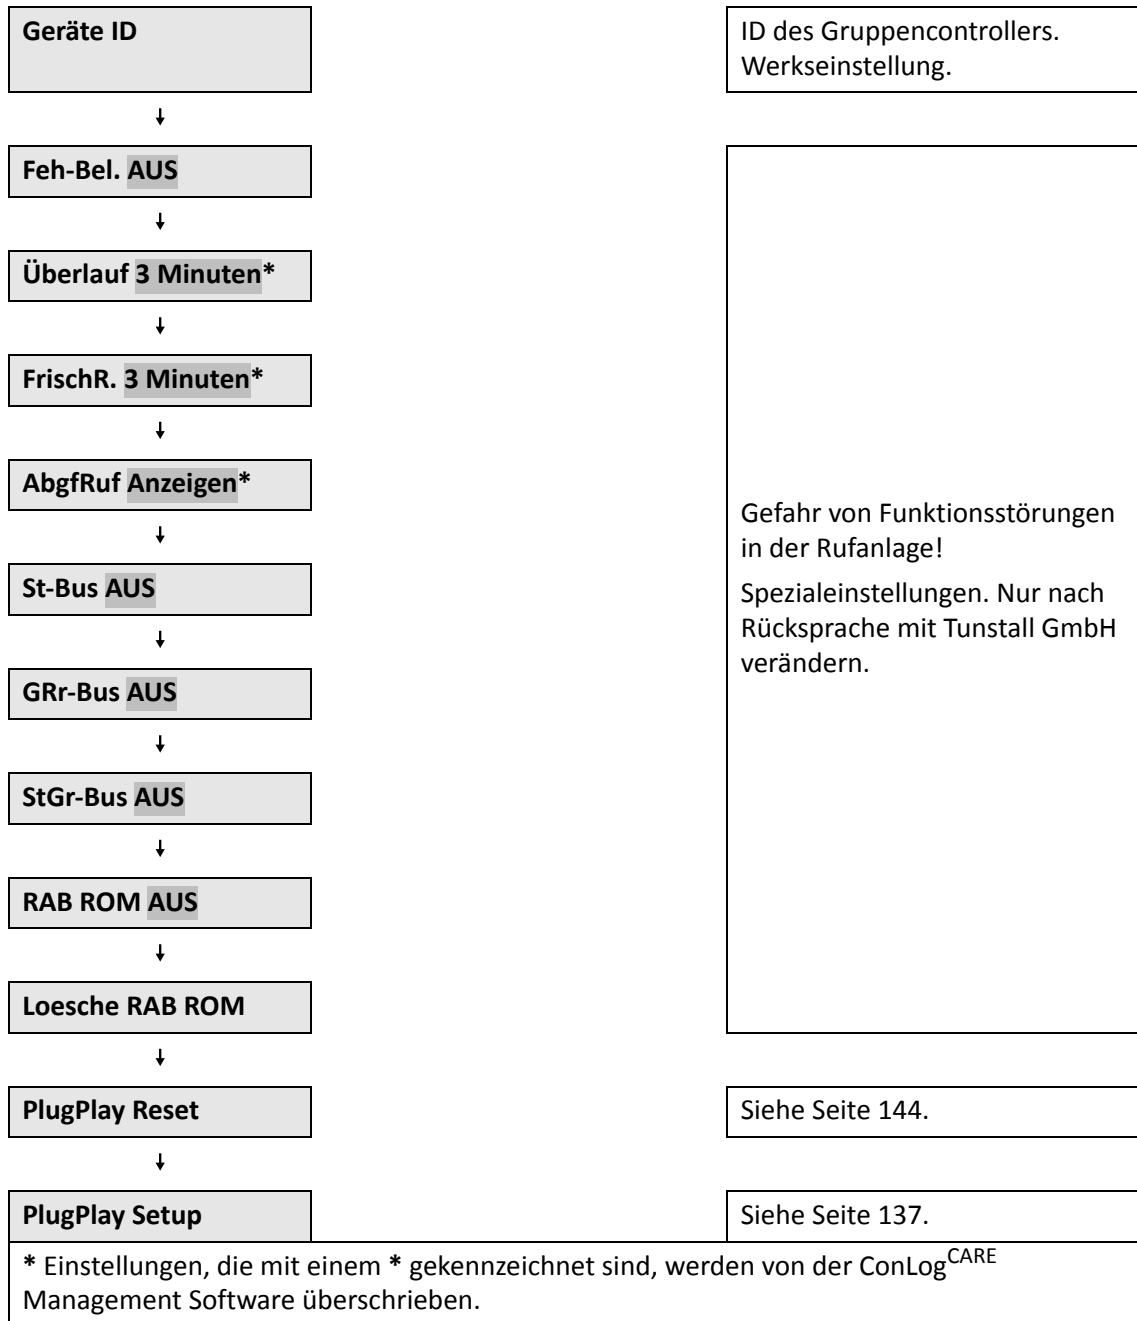 Geräte ID
ID des Gruppencontrollers.
Werkseinstellung.
↓
Feh-Bel. AUS
↓
Überlauf 3 Minuten*
↓
FrischR. 3 Minuten*
↓
AbgfRuf Anzeigen*
↓
St-Bus AUS
↓
GRr-Bus AUS
↓
StGr-Bus AUS
↓
RAB ROM AUS
↓
Loesche RAB ROM
Gefahr von Funktionsstörungen
in der Rufanlage!
Spezialeinstellungen. Nur nach
Rücksprache mit Tunstall GmbH
verändern.
↓
PlugPlay Reset
Siehe Seite 144.
↓
PlugPlay Setup
Siehe Seite 137.
* Einstellungen, die mit einem * gekennzeichnet sind, werden von der ConLogCARE
Management Software überschrieben.